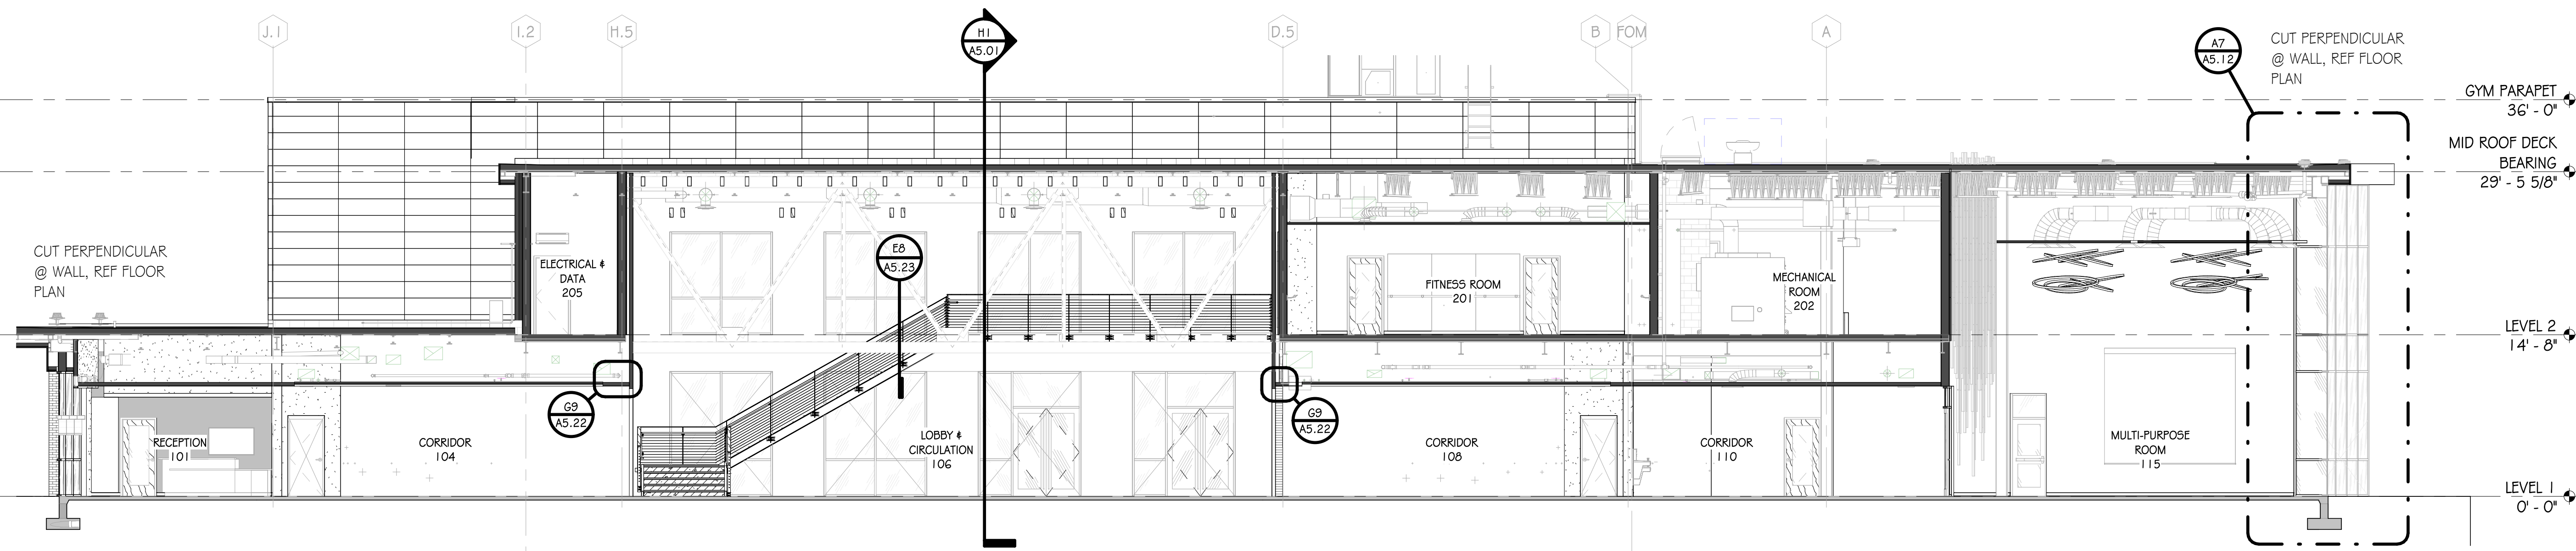 J.1
I.2
H.5
H1
A5.01
D.5
B
FOM
A
A7
A5.12
CUT PERPENDICULAR
@ WALL, REF FLOOR
PLAN
GYM PARAPET
36' - 0"
MID ROOF DECK
BEARING
29' - 5 5/8"
CUT PERPENDICULAR
@ WALL, REF FLOOR
PLAN
ELECTRICAL &
DATA
205
E8
A5.23
FITNESS ROOM
201
MECHANICAL
ROOM
202
LEVEL 2
14' - 8"
G9
A5.22
G9
A5.22
RECEPTION
101
CORRIDOR
104
LOBBY &
CIRCULATION
106
CORRIDOR
108
CORRIDOR
110
MULTI-PURPOSE
ROOM
115
LEVEL 1
0' - 0"